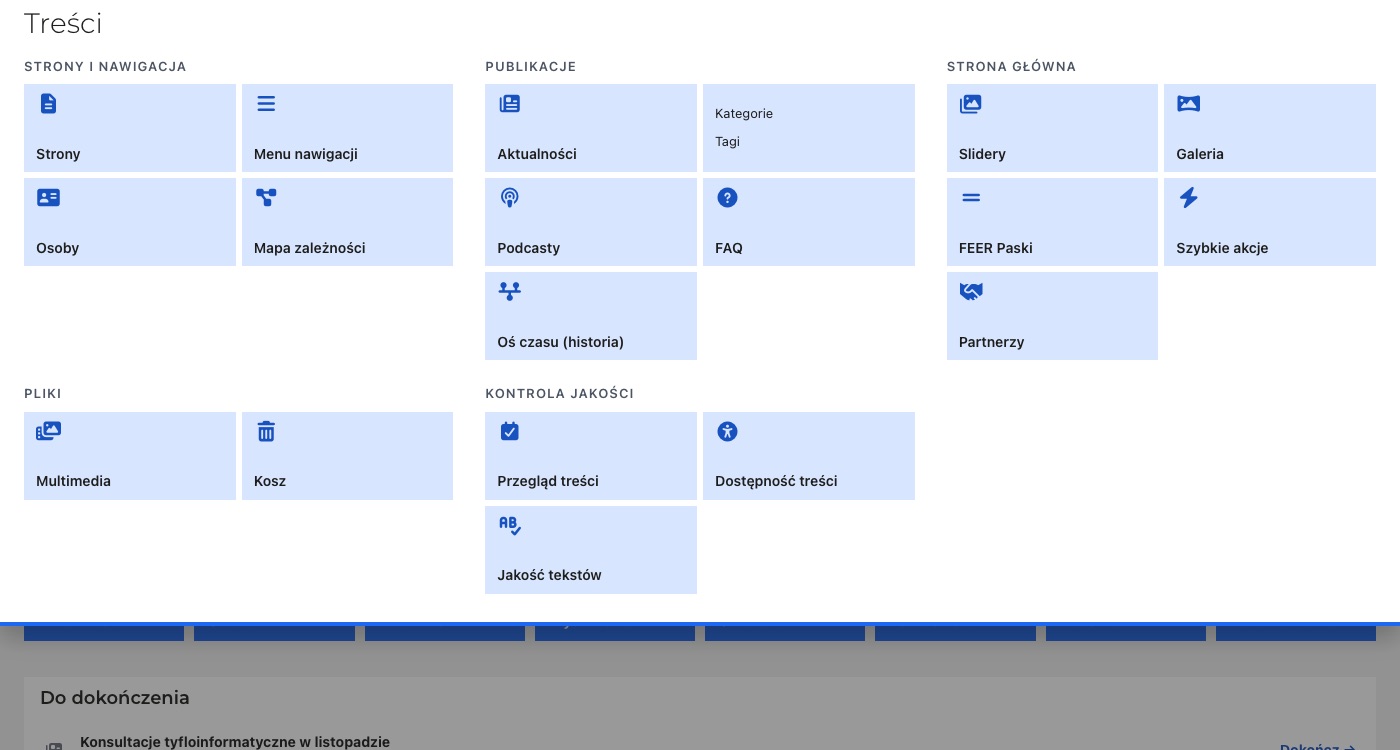 Treści
STRONY I NAWIGACJA
Strony
Menu nawigacji
Osoby
Mapa zależności
PUBLIKACJE
Aktualności
Kategorie
Tagi
Podcasty
FAQ
Oś czasu (historia)
STRONA GŁÓWNA
Slidery
Galeria
FEER Paski
Szybkie akcje
Partnerzy
PLIKI
Multimedia
Kosz
KONTROLA JAKOŚCI
Przegląd treści
Dostępność treści
AB
Jakość tekstów
Do dokończenia
Konsultacje tyfloinformatyczne w listopadzie
Dokończ →